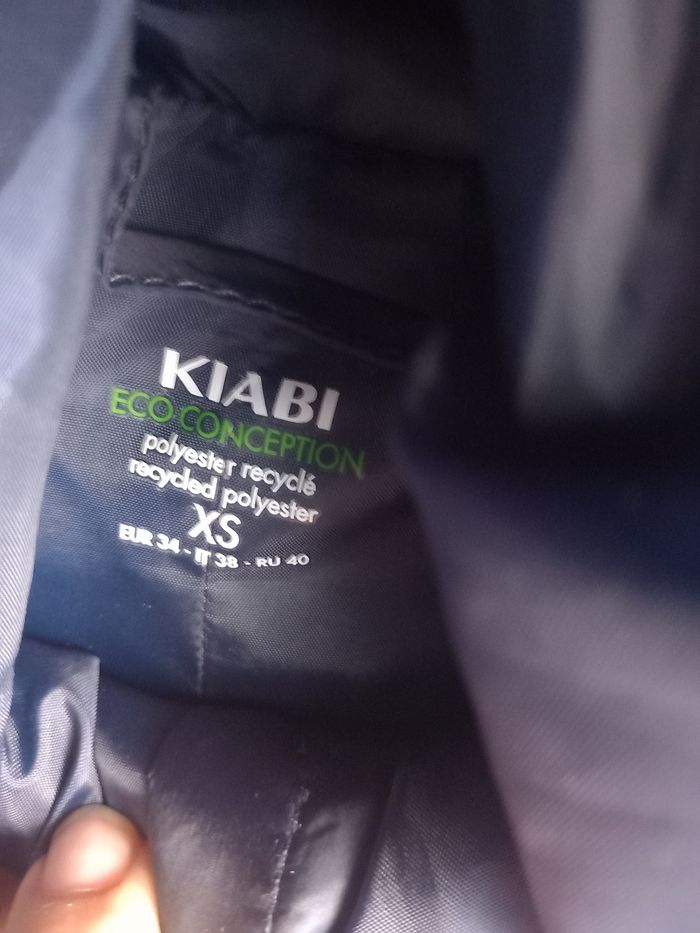 KIABI
ECO CONCEPTION
polyester recyclé
recycled polyester
XS
EUR 34 - IT 38 - RU 40